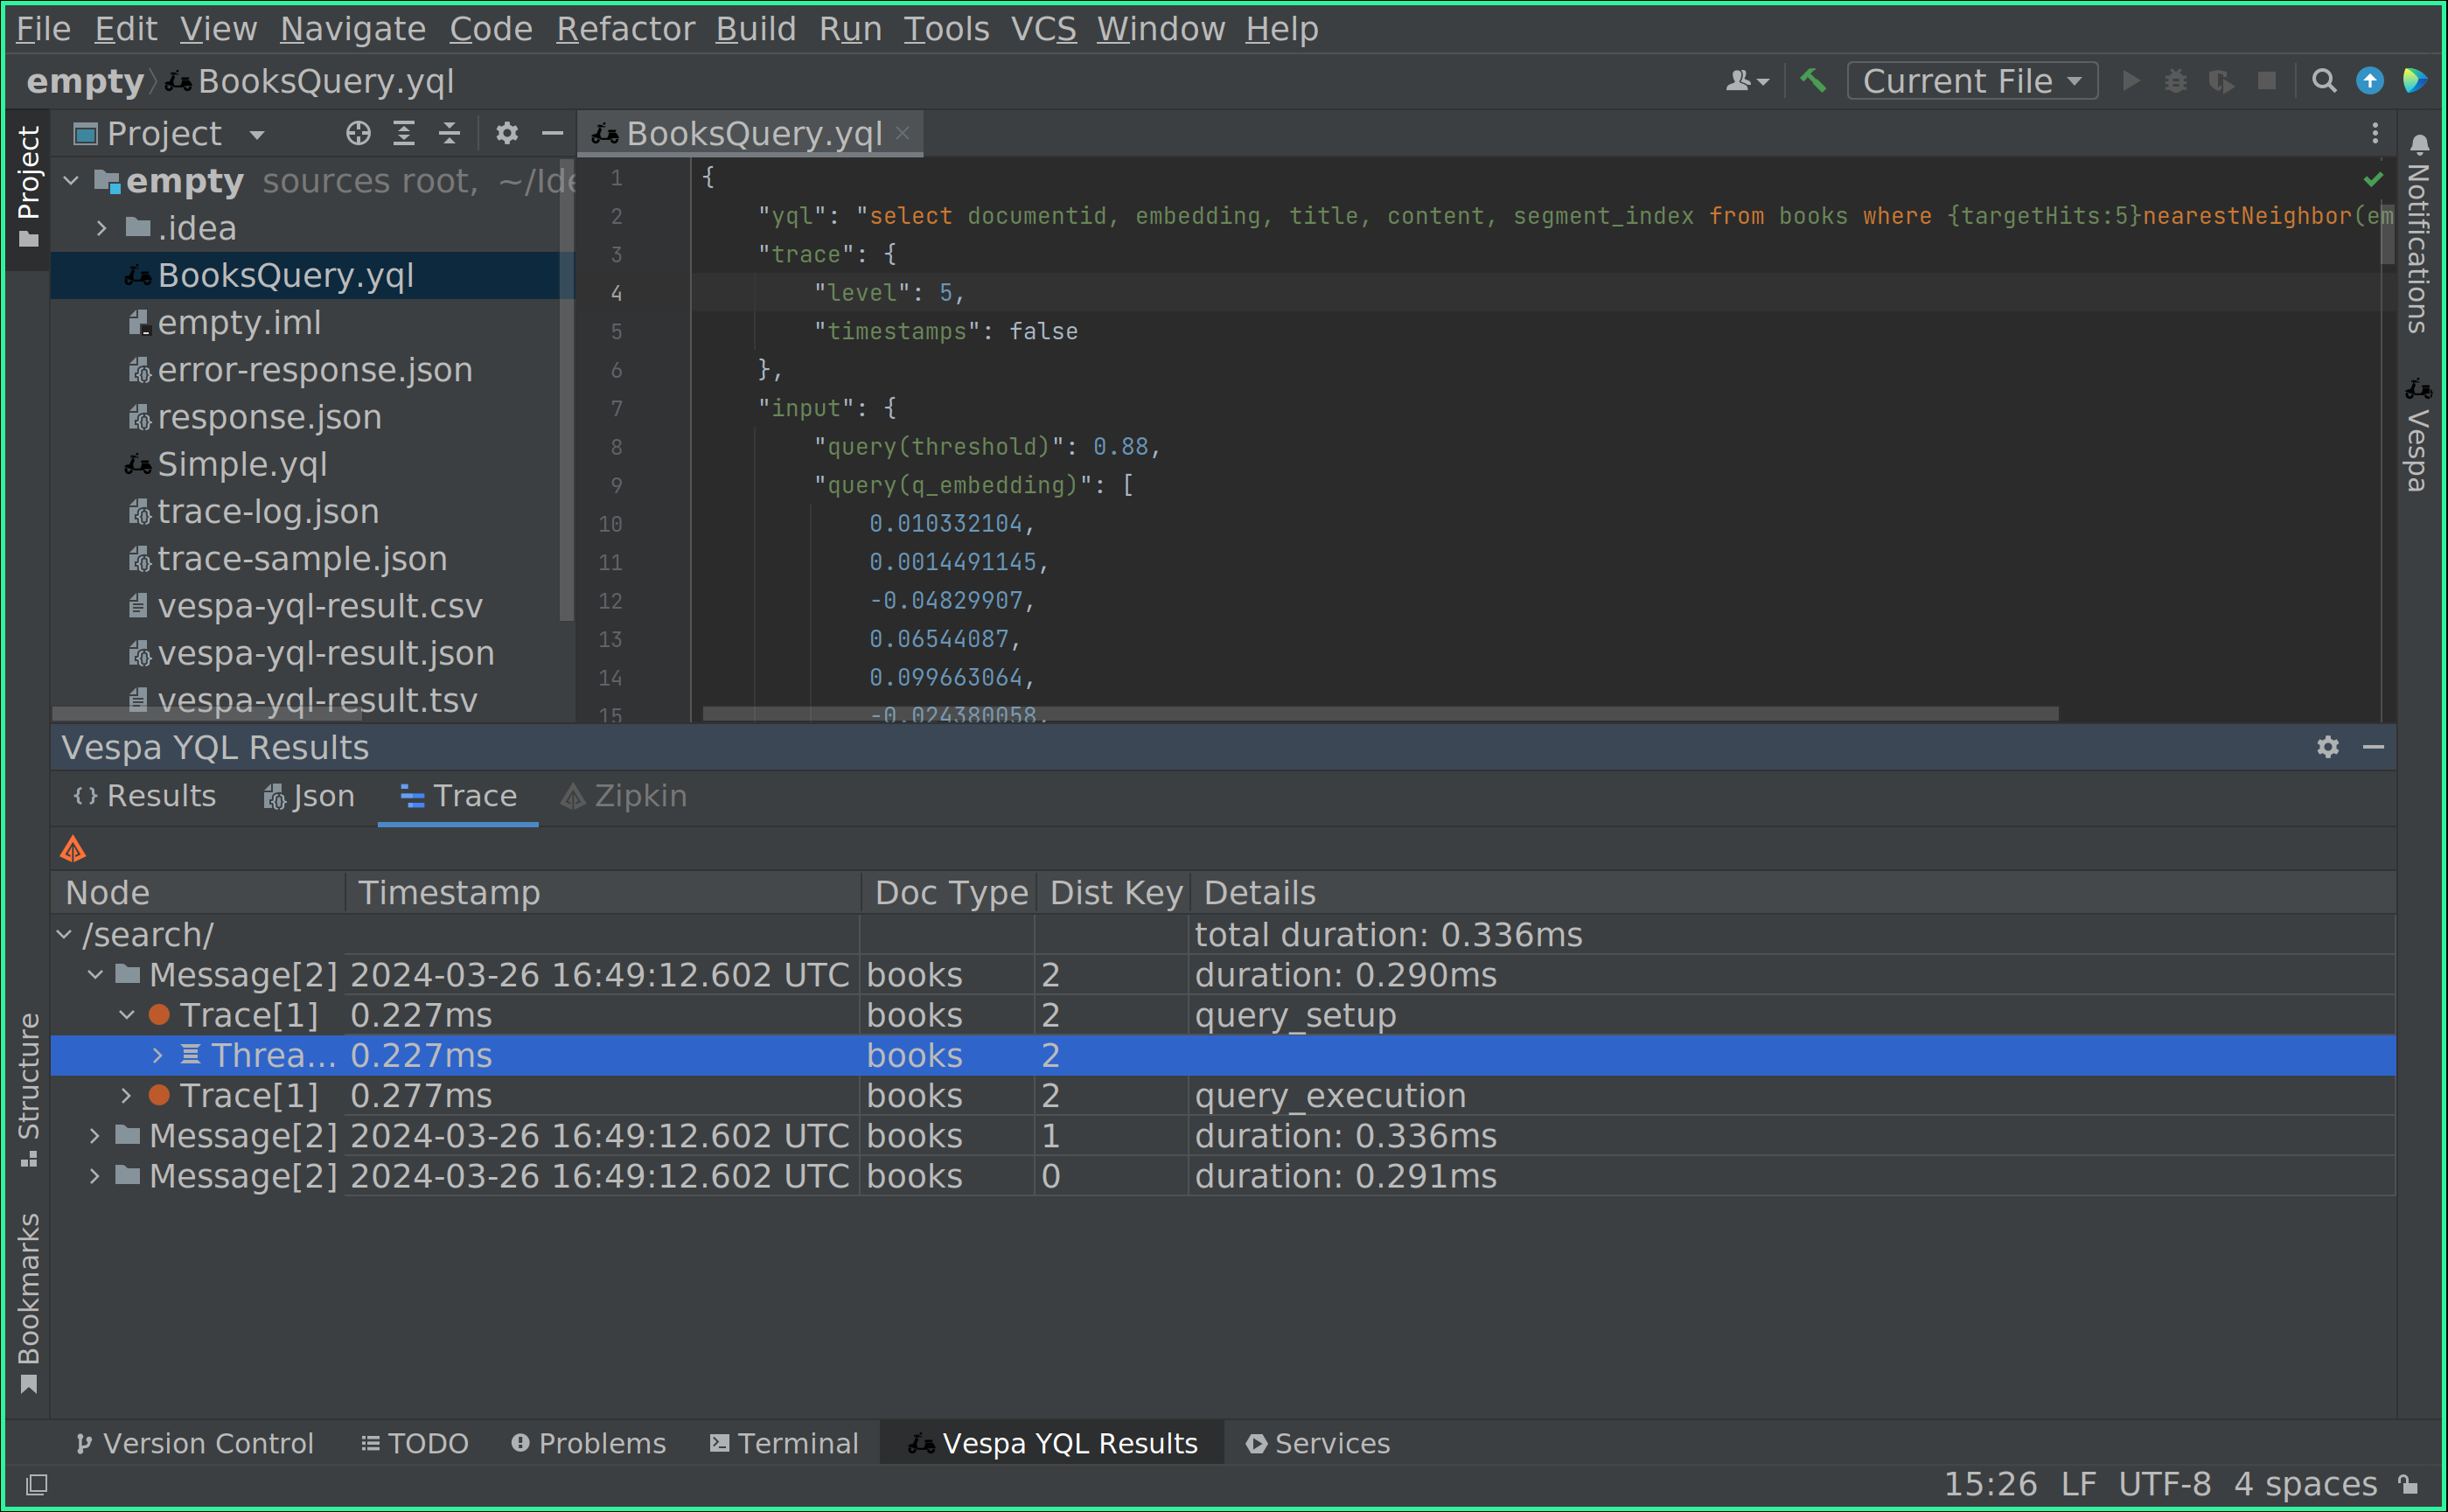 File Edit View Navigate Code Refactor Build Run Tools VCS Window Help
empty BooksQuery.yql Current File
Project
Project
BooksQuery.yql
empty sources root, ~/Ide
.idea
BooksQuery.yql
empty.iml
error-response.json
response.json
Simple.yql
trace-log.json
trace-sample.json
vespa-yql-result.csv
vespa-yql-result.json
vespa-yql-result.tsv
1 {
2 "yql": "select documentid, embedding, title, content, segment_index from books where {targetHits:5}nearestNeighbor(em
3 "trace": {
4 "level": 5,
5 "timestamps": false
6 },
7 "input": {
8 "query(threshold)": 0.88,
9 "query(q_embedding)": [
10 0.010332104,
11 0.0014491145,
12 -0.04829907,
13 0.06544087,
14 0.099663064,
15 -0.024380058,
Notifications
Vespa
Vespa YQL Results
Results Json Trace Zipkin
Node Timestamp Doc Type Dist Key Details
/search/ total duration: 0.336ms
Message[2] 2024-03-26 16:49:12.602 UTC books 2 duration: 0.290ms
Trace[1] 0.227ms books 2 query_setup
Threa... 0.227ms books 2
Trace[1] 0.277ms books 2 query_execution
Message[2] 2024-03-26 16:49:12.602 UTC books 1 duration: 0.336ms
Message[2] 2024-03-26 16:49:12.602 UTC books 0 duration: 0.291ms
Structure
Bookmarks
Version Control TODO Problems Terminal Vespa YQL Results Services
15:26 LF UTF-8 4 spaces